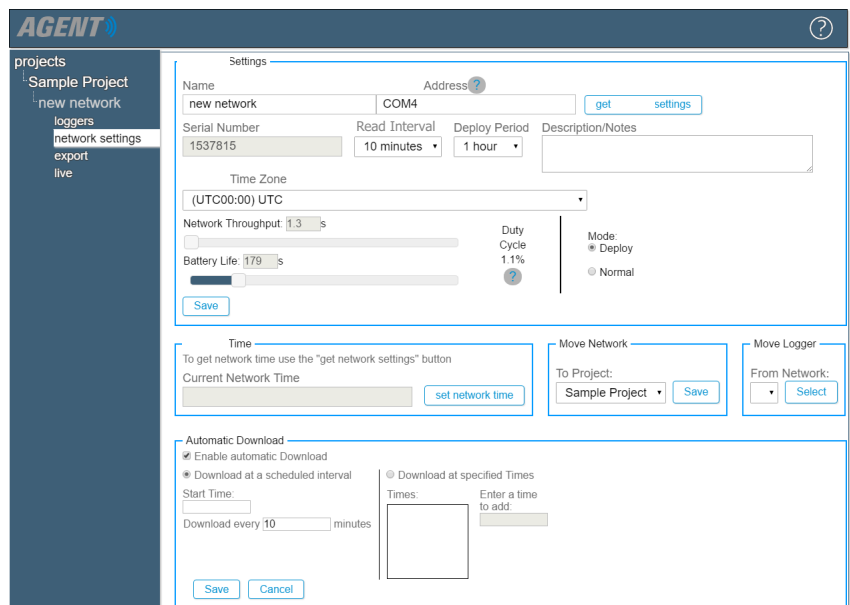 AGENT
?
projects
Sample Project
new network
loggers
network settings
export
live
Settings
Name Address ?
new network COM4 get settings
Serial Number Read Interval Deploy Period Description/Notes
1537815 10 minutes 1 hour
Time Zone
(UTC00:00) UTC
Network Throughput: 1.3 s
Battery Life: 179 s
Duty
Cycle
1.1%
?
Mode:
Deploy
Normal
Save
Time
To get network time use the "get network settings" button
Current Network Time
set network time
Move Network
To Project:
Sample Project Save
Move Logger
From Network:
Select
Automatic Download
Enable automatic Download
Download at a scheduled interval
Start Time:
Download every 10 minutes
Download at specified Times
Times:
Enter a time
to add:
Save Cancel